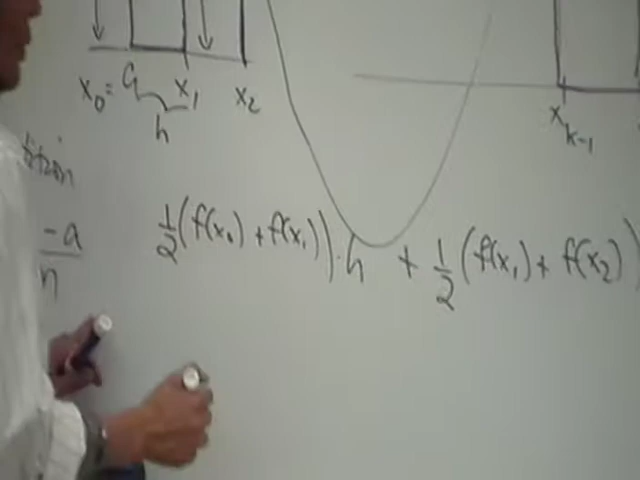 x₀ = a x₁ x₂ x_{k-1}
h
-a
n
½(f(x₀) + f(x₁))·h + ½(f(x₁) + f(x₂))